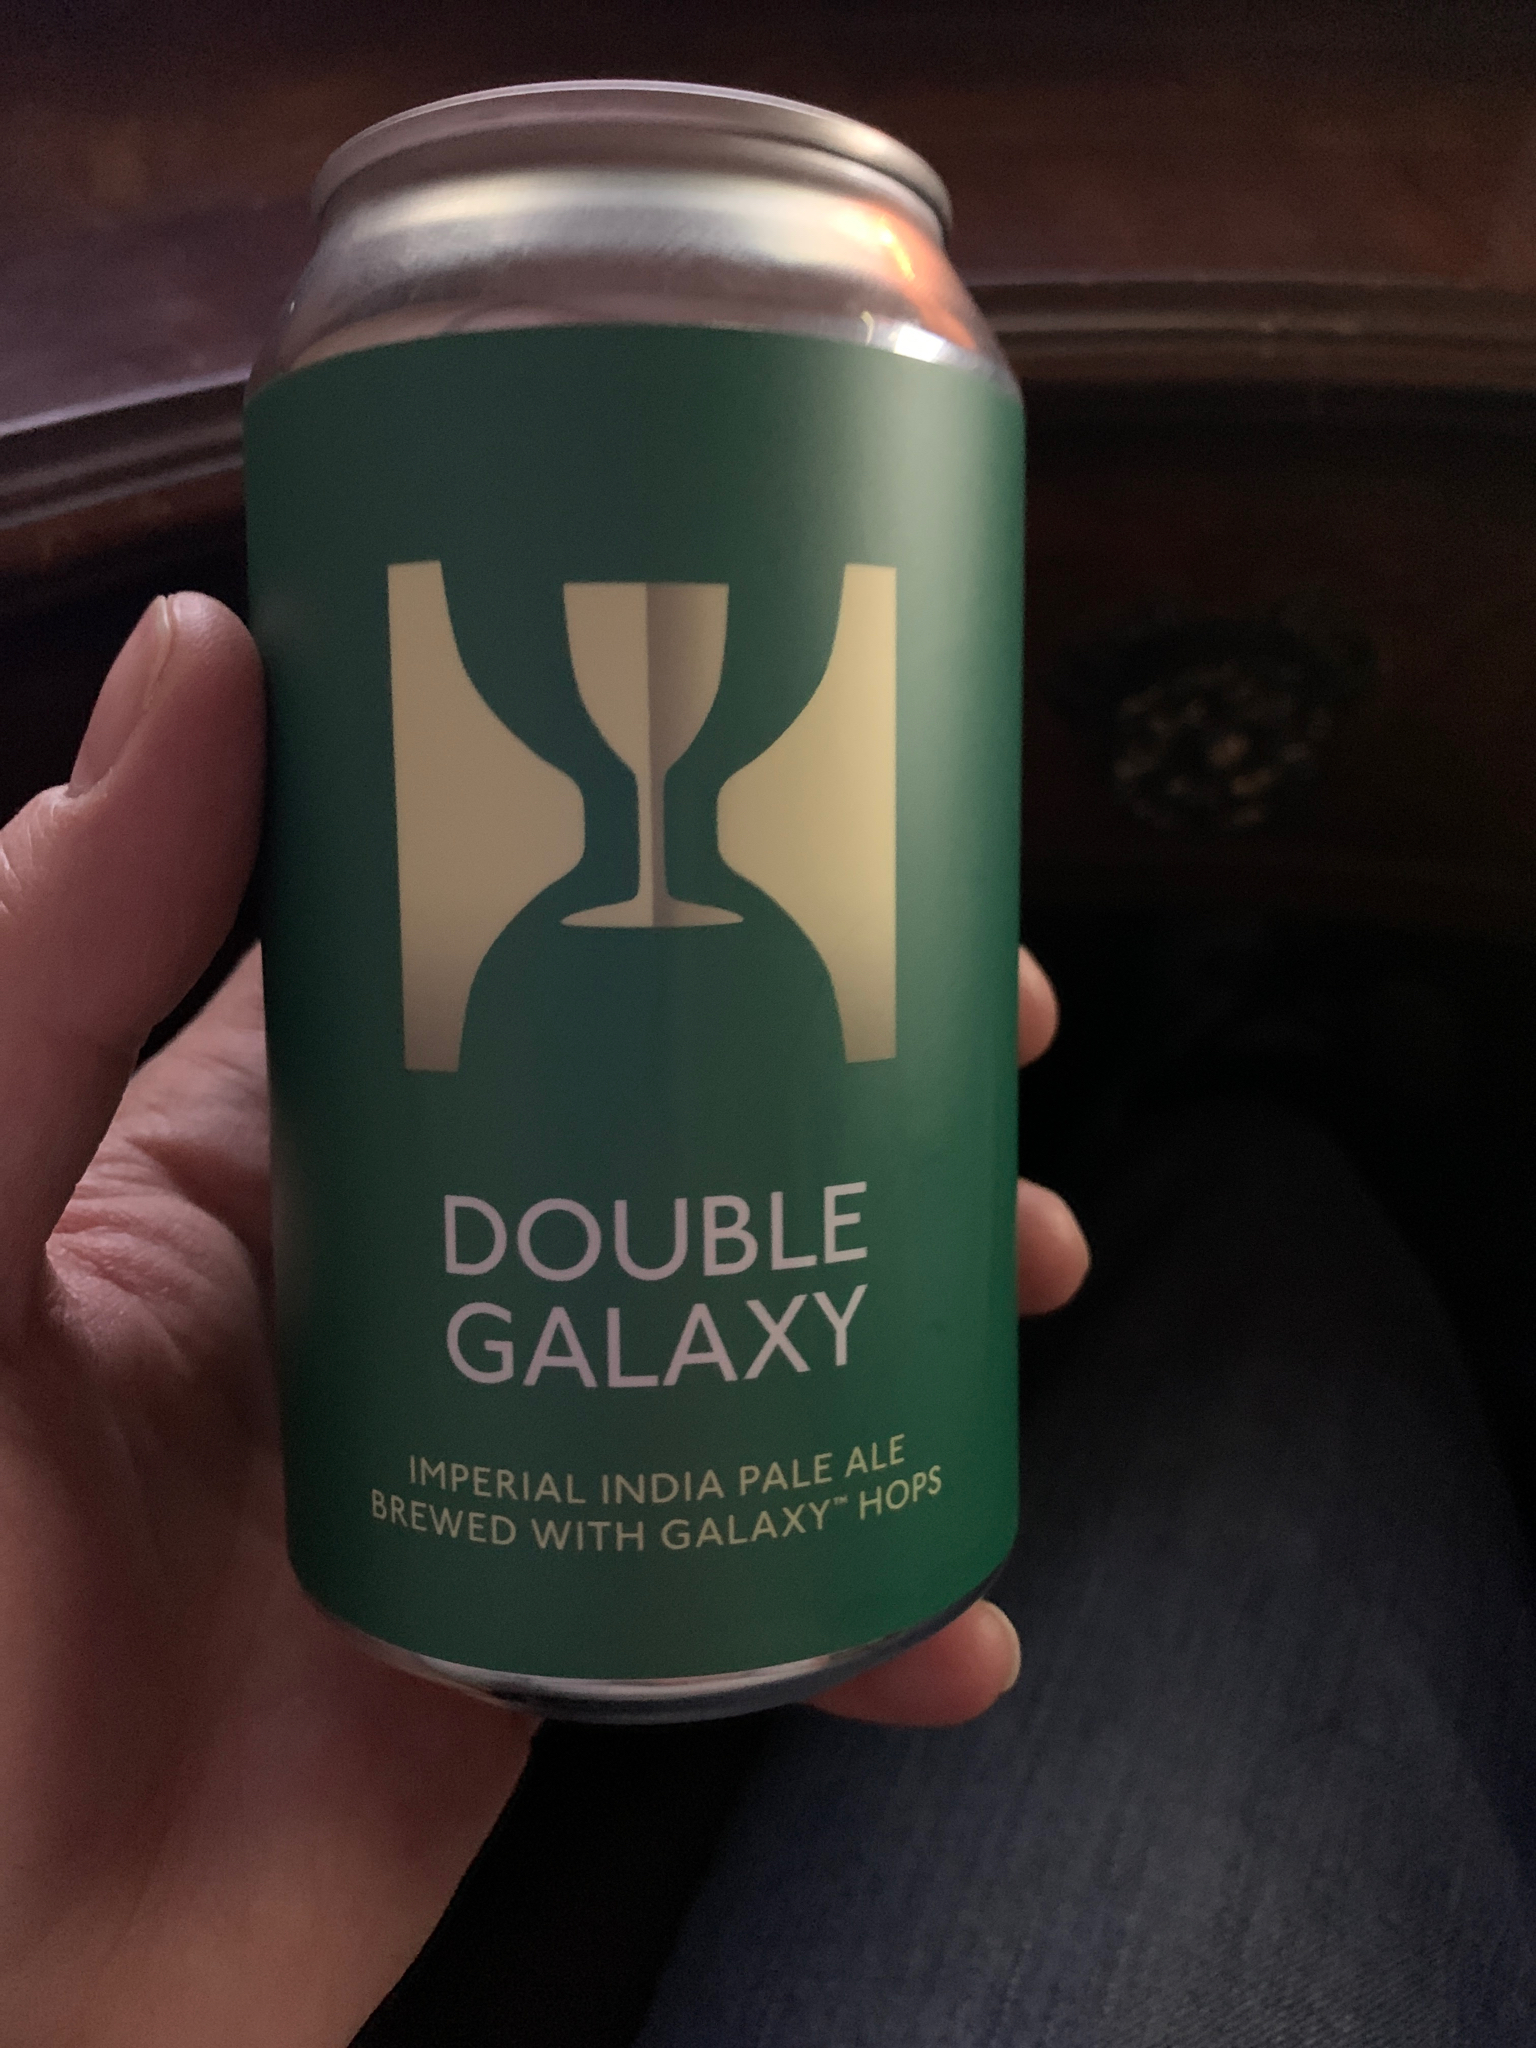 DOUBLE
GALAXY
IMPERIAL INDIA PALE ALE
BREWED WITH GALAXY™ HOPS